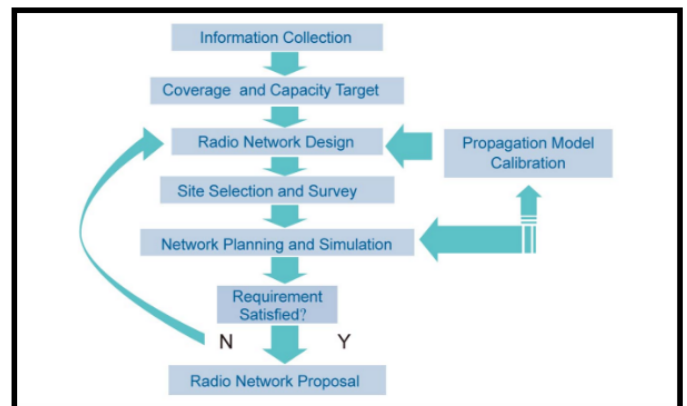 Information Collection
Coverage and Capacity Target
Radio Network Design
Propagation Model
Calibration
Site Selection and Survey
Network Planning and Simulation
Requirement
Satisfied?
N
Y
Radio Network Proposal